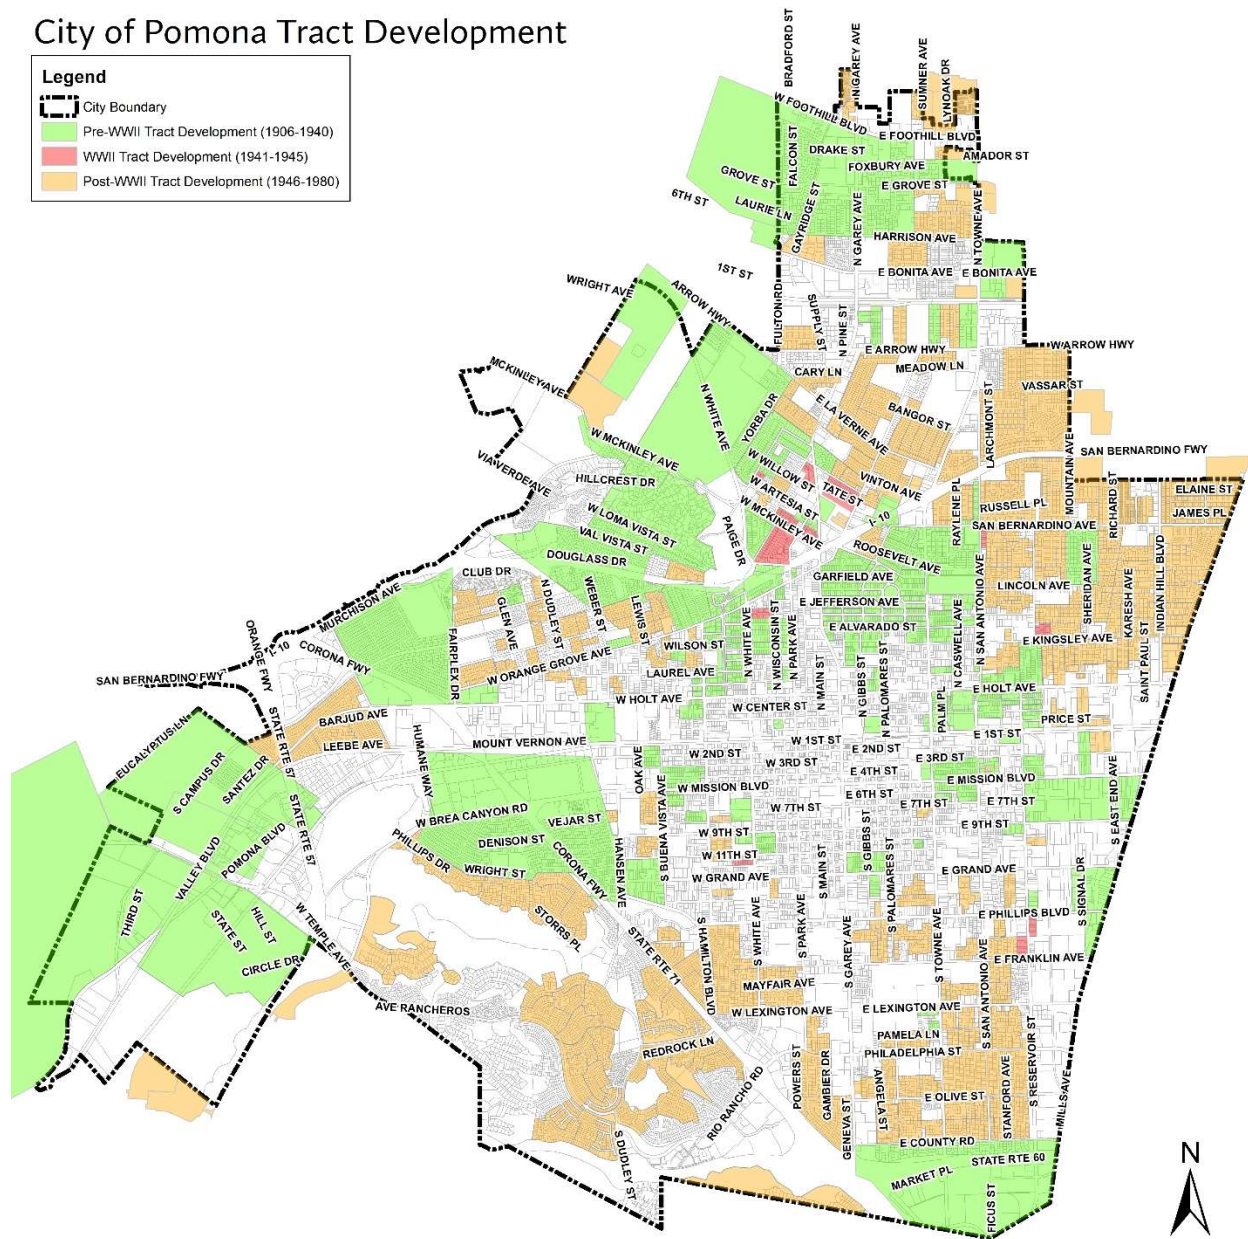 City of Pomona Tract Development
Legend
City Boundary
Pre-WWII Tract Development (1906-1940)
WWII Tract Development (1941-1945)
Post-WWII Tract Development (1946-1980)
BRADFORD ST
N GAREY AVE
SUMNER AVE
LYNOAK DR
W FOOTHILL BLVD
E FOOTHILL BLVD
FALCON ST
DRAKE ST
AMADOR ST
FOXBURY AVE
GROVE ST
E GROVE ST
6TH ST
LAURIE LN
GAYRIDGE ST
N GAREY AVE
HARRISON AVE
N TOWNE AVE
1ST ST
E BONITA AVE
E BONITA AVE
WRIGHT AVE
ARROW HWY
FULTON RD
SUPPLY ST
N PINE ST
E ARROW HWY
W ARROW HWY
MCKINLEY AVE
CARY LN
MEADOW LN
VASSAR ST
N WHITE AVE
YORBA DR
E LA VERNE AVE
BANGOR ST
LARCHMONT ST
MOUNTAIN AVE
W MCKINLEY AVE
SAN BERNARDINO FWY
VIA VERDE AVE
HILLCREST DR
W WILLOW ST
VINTON AVE
TATE ST
W ARTESIA ST
RAYLENE PL
RUSSELL PL
RICHARD ST
ELAINE ST
JAMES PL
W LOMA VISTA ST
W MCKINLEY AVE
I-10
SAN BERNARDINO AVE
VAL VISTA ST
PAIGE DR
ROOSEVELT AVE
INDIAN HILL BLVD
DOUGLASS DR
CLUB DR
GARFIELD AVE
LINCOLN AVE
SHERIDAN AVE
KARESH AVE
MURCHISON AVE
N DUDLEY ST
WEBER ST
LEWIS ST
GLEN AVE
E JEFFERSON AVE
N SAN ANTONIO AVE
N CASWELL AVE
ORANGE FWY
I-10
CORONA FWY
FAIRPLEX DR
W ORANGE GROVE AVE
WILSON ST
N WHITE AVE
N WISCONSIN ST
N PARK AVE
E ALVARADO ST
E KINGSLEY AVE
SAINT PAUL ST
SAN BERNARDINO FWY
LAUREL AVE
N MAIN ST
N GIBBS ST
N PALOMARES ST
PALM PL
E HOLT AVE
W HOLT AVE
W CENTER ST
BARJUD AVE
PRICE ST
EUCALYPTUS LN
STATE RTE 57
LEEBE AVE
HUMANE WAY
MOUNT VERNON AVE
W 1ST ST
E 1ST ST
OAK AVE
W 2ND ST
E 2ND ST
E 3RD ST
W 3RD ST
E 4TH ST
S CAMPUS DR
SANTEZ DR
E MISSION BLVD
W MISSION BLVD
S BUENA VISTA AVE
E 6TH ST
STATE RTE 57
W BREA CANYON RD
W 7TH ST
E 7TH ST
E 7TH ST
S EAST END AVE
VEJAR ST
W 9TH ST
E 9TH ST
PHILLIPS DR
DENISON ST
HANSEN AVE
W 11TH ST
S MAIN ST
S GIBBS ST
S PALOMARES ST
POMONA BLVD
VALLEY BLVD
CORONA FWY
WRIGHT ST
W GRAND AVE
E GRAND AVE
S SIGNAL DR
THIRD ST
STATE ST
HILL ST
W TEMPLE AVE
STORRS PL
E PHILLIPS BLVD
S HAMILTON BLVD
S WHITE AVE
S PARK AVE
S GAREY AVE
S TOWNE AVE
S SAN ANTONIO AVE
CIRCLE DR
STATE RTE 71
E FRANKLIN AVE
MAYFAIR AVE
AVE RANCHEROS
W LEXINGTON AVE
E LEXINGTON AVE
S RESERVOIR ST
PAMELA LN
REDROCK LN
PHILADELPHIA ST
POWERS ST
GAMBIER DR
ANGELA ST
STANFORD AVE
MILLS AVE
RIO RANCHO RD
E OLIVE ST
GENEVA ST
E COUNTY RD
S DUDLEY ST
STATE RTE 60
MARKET PL
FICUS ST
N